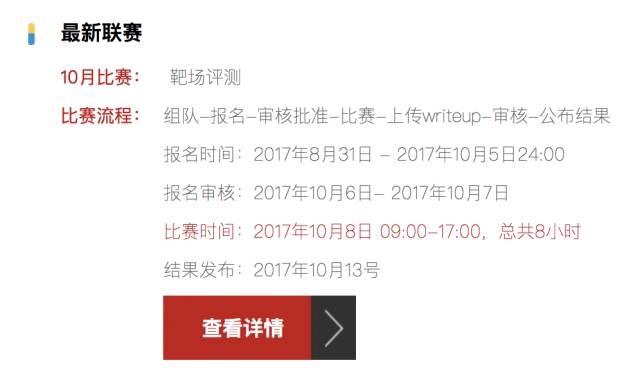 最新联赛
10月比赛： 靶场评测
比赛流程： 组队-报名-审核批准-比赛-上传writeup-审核-公布结果
报名时间：2017年8月31日 - 2017年10月5日24:00
报名审核：2017年10月6日- 2017年10月7日
比赛时间：2017年10月8日 09:00-17:00，总共8小时
结果发布：2017年10月13号
查看详情